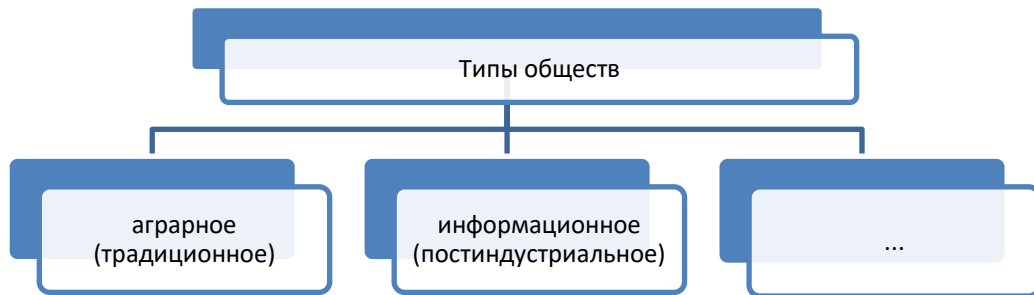 Типы обществ
аграрное
(традиционное)
информационное
(постиндустриальное)
...